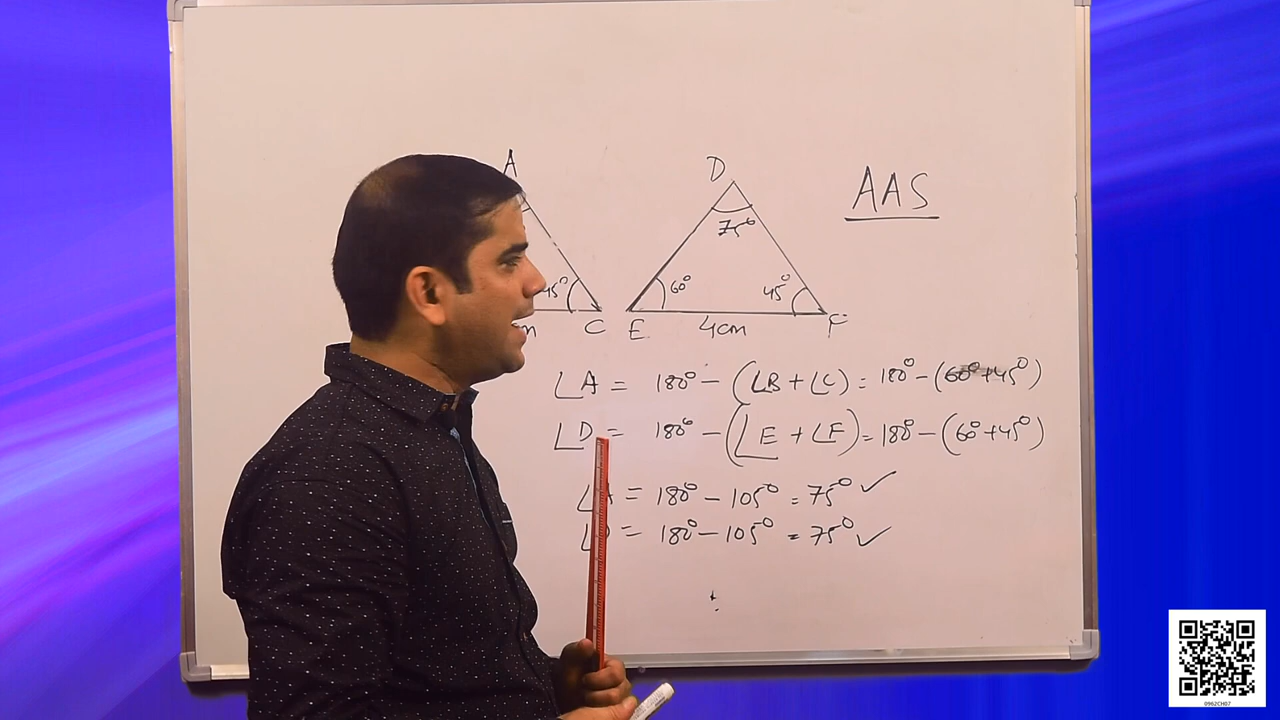 A
D
AAS
75°
45°
60°
45°
C
E
4cm
F
∠A = 180° - (∠B + ∠C) = 180° - (60° + 45°)
∠D = 180° - (∠E + ∠F) = 180° - (60° + 45°)
= 180° - 105° = 75° ✓
= 180° - 105° = 75° ✓
0962CH07